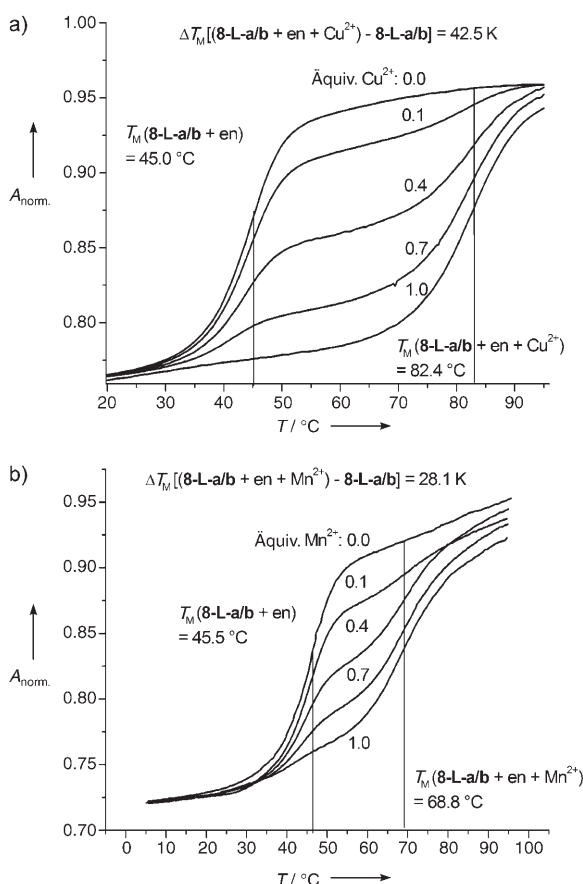 a)
ΔT_M[(8-L-a/b + en + Cu²⁺) - 8-L-a/b] = 42.5 K
Äquiv. Cu²⁺: 0.0
0.1
0.4
0.7
1.0
T_M(8-L-a/b + en)
= 45.0 °C
T_M(8-L-a/b + en + Cu²⁺)
= 82.4 °C
A_norm.
1.00
0.95
0.90
0.85
0.80
20 30 40 50 60 70 80 90
T / °C
b)
ΔT_M[(8-L-a/b + en + Mn²⁺) - 8-L-a/b] = 28.1 K
Äquiv. Mn²⁺: 0.0
0.1
0.4
0.7
1.0
T_M(8-L-a/b + en)
= 45.5 °C
T_M(8-L-a/b + en + Mn²⁺)
= 68.8 °C
A_norm.
0.95
0.90
0.85
0.80
0.75
0.70
0 10 20 30 40 50 60 70 80 90 100
T / °C